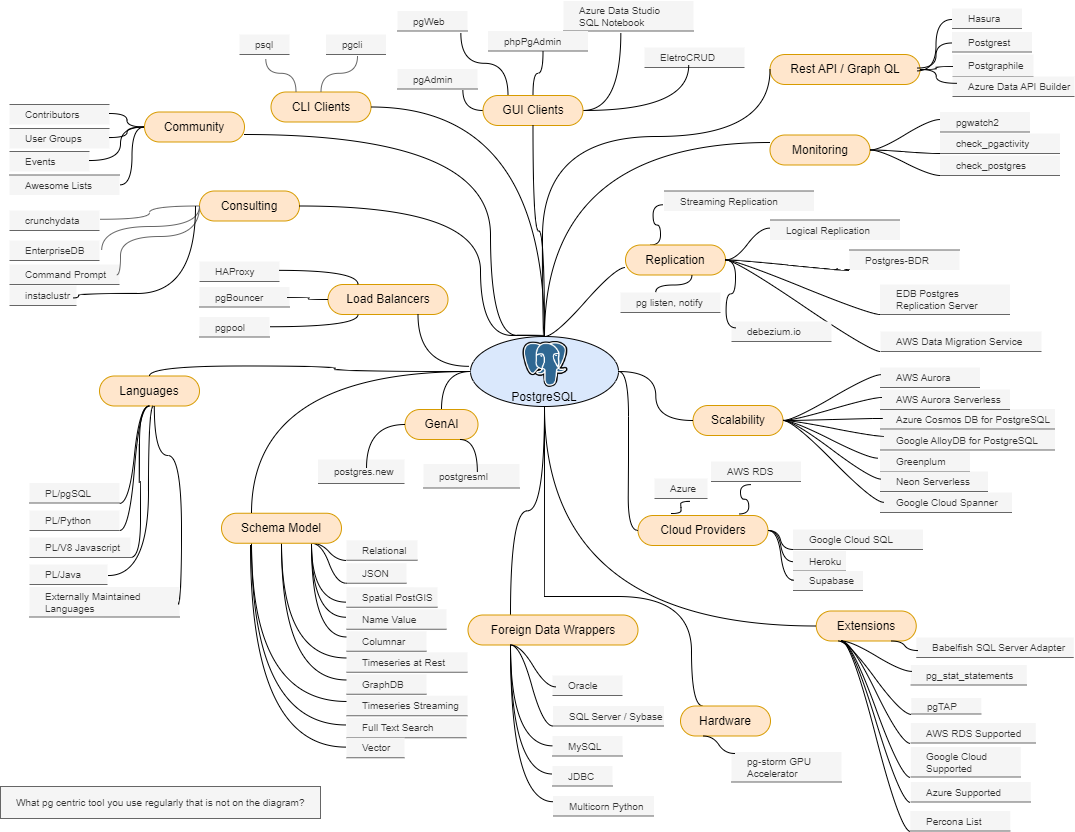 pgWeb
Azure Data Studio
SQL Notebook
psql
pgcli
phpPgAdmin
EletroCRUD
pgAdmin
CLI Clients
GUI Clients
Rest API / Graph QL
Hasura
Postgrest
Postgraphile
Azure Data API Builder
Contributors
User Groups
Events
Awesome Lists
Community
Monitoring
pgwatch2
check_pgactivity
check_postgres
Consulting
crunchydata
EnterpriseDB
Command Prompt
instaclustr
Streaming Replication
Logical Replication
Replication
Postgres-BDR
pg listen, notify
EDB Postgres
Replication Server
debezium.io
AWS Data Migration Service
HAProxy
pgBouncer
pgpool
Load Balancers
PostgreSQL
Languages
GenAI
postgres.new
postgresml
Scalability
AWS Aurora
AWS Aurora Serverless
Azure Cosmos DB for PostgreSQL
Google AlloyDB for PostgreSQL
Greenplum
Neon Serverless
Google Cloud Spanner
PL/pgSQL
PL/Python
PL/V8 Javascript
PL/Java
Externally Maintained
Languages
AWS RDS
Azure
Cloud Providers
Google Cloud SQL
Heroku
Supabase
Schema Model
Relational
JSON
Spatial PostGIS
Name Value
Columnar
Timeseries at Rest
GraphDB
Timeseries Streaming
Full Text Search
Vector
Foreign Data Wrappers
Oracle
SQL Server / Sybase
MySQL
JDBC
Multicorn Python
Hardware
pg-storm GPU
Accelerator
Extensions
Babelfish SQL Server Adapter
pg_stat_statements
pgTAP
AWS RDS Supported
Google Cloud
Supported
Azure Supported
Percona List
What pg centric tool you use regularly that is not on the diagram?